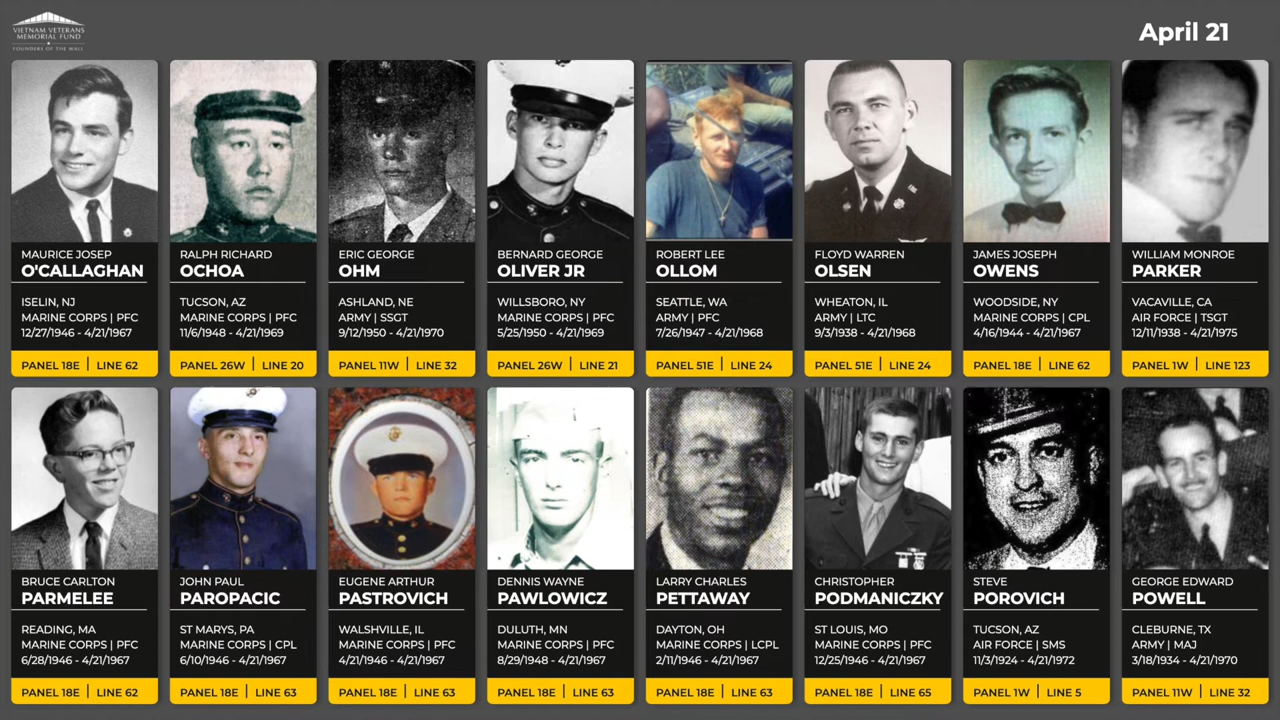 VIETNAM VETERANS
MEMORIAL FUND
FOUNDERS OF THE WALL
April 21
MAURICE JOSEP
O'CALLAGHAN
ISELIN, NJ
MARINE CORPS | PFC
12/27/1946 - 4/21/1967
PANEL 18E | LINE 62
RALPH RICHARD
OCHOA
TUCSON, AZ
MARINE CORPS | PFC
11/6/1948 - 4/21/1969
PANEL 26W | LINE 20
ERIC GEORGE
OHM
ASHLAND, NE
ARMY | SSGT
9/12/1950 - 4/21/1970
PANEL 11W | LINE 32
BERNARD GEORGE
OLIVER JR
WILLSBORO, NY
MARINE CORPS | PFC
5/25/1950 - 4/21/1969
PANEL 26W | LINE 21
ROBERT LEE
OLLOM
SEATTLE, WA
ARMY | PFC
7/26/1947 - 4/21/1968
PANEL 51E | LINE 24
FLOYD WARREN
OLSEN
WHEATON, IL
ARMY | LTC
9/3/1938 - 4/21/1968
PANEL 51E | LINE 24
JAMES JOSEPH
OWENS
WOODSIDE, NY
MARINE CORPS | CPL
4/16/1944 - 4/21/1967
PANEL 18E | LINE 62
WILLIAM MONROE
PARKER
VACAVILLE, CA
AIR FORCE | TSGT
12/11/1938 - 4/21/1975
PANEL 1W | LINE 123
BRUCE CARLTON
PARMELEE
READING, MA
MARINE CORPS | PFC
6/28/1946 - 4/21/1967
PANEL 18E | LINE 62
JOHN PAUL
PAROPACIC
ST MARYS, PA
MARINE CORPS | CPL
6/10/1946 - 4/21/1967
PANEL 18E | LINE 63
EUGENE ARTHUR
PASTROVICH
WALSHVILLE, IL
MARINE CORPS | PFC
4/21/1946 - 4/21/1967
PANEL 18E | LINE 63
DENNIS WAYNE
PAWLOWICZ
DULUTH, MN
MARINE CORPS | PFC
8/29/1948 - 4/21/1967
PANEL 18E | LINE 63
LARRY CHARLES
PETTAWAY
DAYTON, OH
MARINE CORPS | LCPL
2/11/1946 - 4/21/1967
PANEL 18E | LINE 63
CHRISTOPHER
PODMANICZKY
ST LOUIS, MO
MARINE CORPS | PFC
12/25/1946 - 4/21/1967
PANEL 18E | LINE 65
STEVE
POROVICH
TUCSON, AZ
AIR FORCE | SMS
11/3/1924 - 4/21/1972
PANEL 1W | LINE 5
GEORGE EDWARD
POWELL
CLEBURNE, TX
ARMY | MAJ
3/18/1934 - 4/21/1970
PANEL 11W | LINE 32